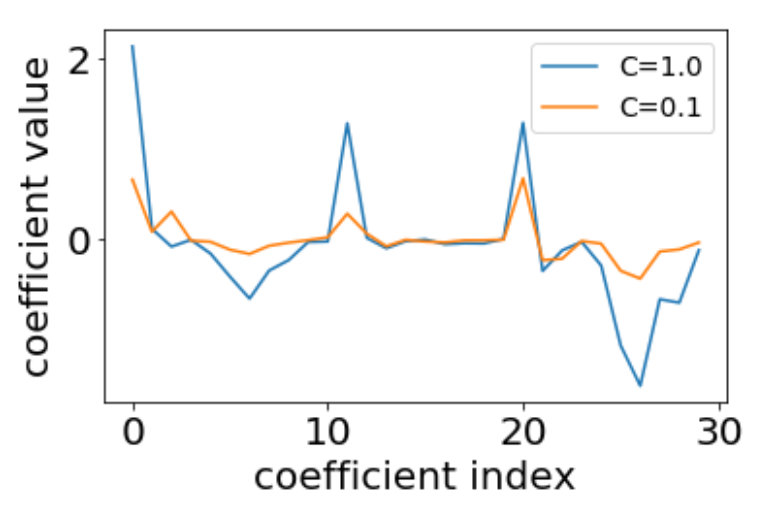 C=1.0
C=0.1
coefficient value
2
0
0
10
20
30
coefficient index